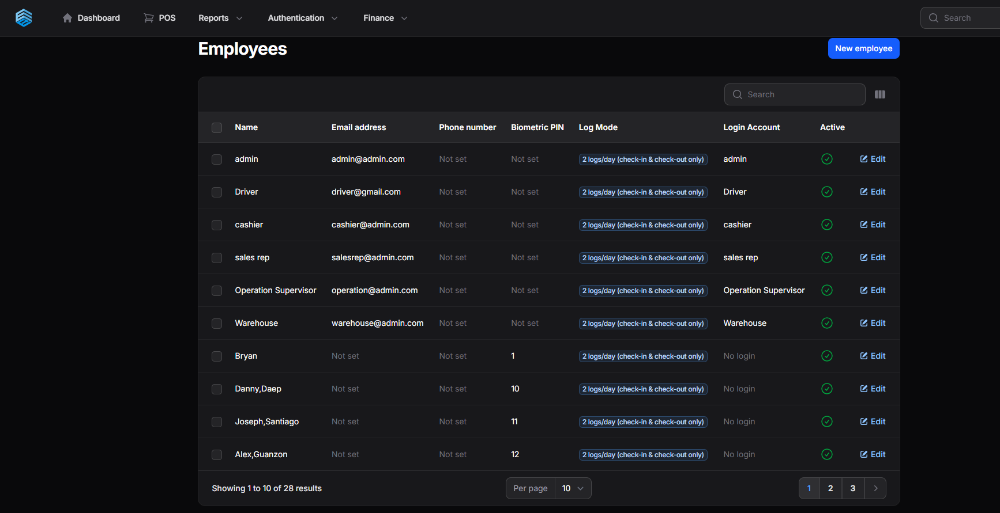 Dashboard POS Reports Authentication Finance Search
Employees New employee
Search
Name Email address Phone number Biometric PIN Log Mode Login Account Active
admin admin@admin.com Not set Not set 2 logs/day (check-in & check-out only) admin Edit
Driver driver@gmail.com Not set Not set 2 logs/day (check-in & check-out only) Driver Edit
cashier cashier@admin.com Not set Not set 2 logs/day (check-in & check-out only) cashier Edit
sales rep salesrep@admin.com Not set Not set 2 logs/day (check-in & check-out only) sales rep Edit
Operation Supervisor operation@admin.com Not set Not set 2 logs/day (check-in & check-out only) Operation Supervisor Edit
Warehouse warehouse@admin.com Not set Not set 2 logs/day (check-in & check-out only) Warehouse Edit
Bryan Not set Not set 1 2 logs/day (check-in & check-out only) No login Edit
Danny,Daep Not set Not set 10 2 logs/day (check-in & check-out only) No login Edit
Joseph,Santiago Not set Not set 11 2 logs/day (check-in & check-out only) No login Edit
Alex,Guanzon Not set Not set 12 2 logs/day (check-in & check-out only) No login Edit
Showing 1 to 10 of 28 results Per page 10 1 2 3